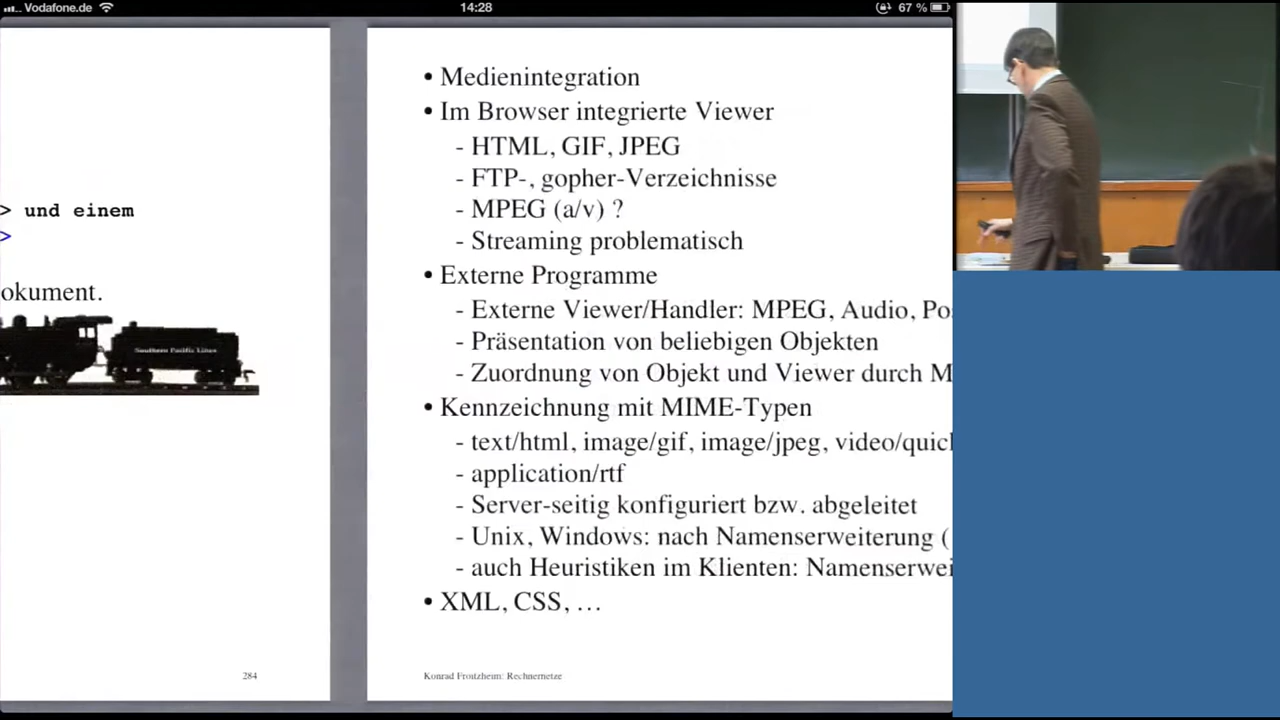 Vodafone.de
14:28
67 %
> und einem
>
okument.
Southern Pacific Lines
284
• Medienintegration
• Im Browser integrierte Viewer
- HTML, GIF, JPEG
- FTP-, gopher-Verzeichnisse
- MPEG (a/v) ?
- Streaming problematisch
• Externe Programme
- Externe Viewer/Handler: MPEG, Audio, Pos
- Präsentation von beliebigen Objekten
- Zuordnung von Objekt und Viewer durch M
• Kennzeichnung mit MIME-Typen
- text/html, image/gif, image/jpeg, video/quick
- application/rtf
- Server-seitig konfiguriert bzw. abgeleitet
- Unix, Windows: nach Namenserweiterung (
- auch Heuristiken im Klienten: Namenserwei
• XML, CSS, …
Konrad Froitzheim: Rechnernetze